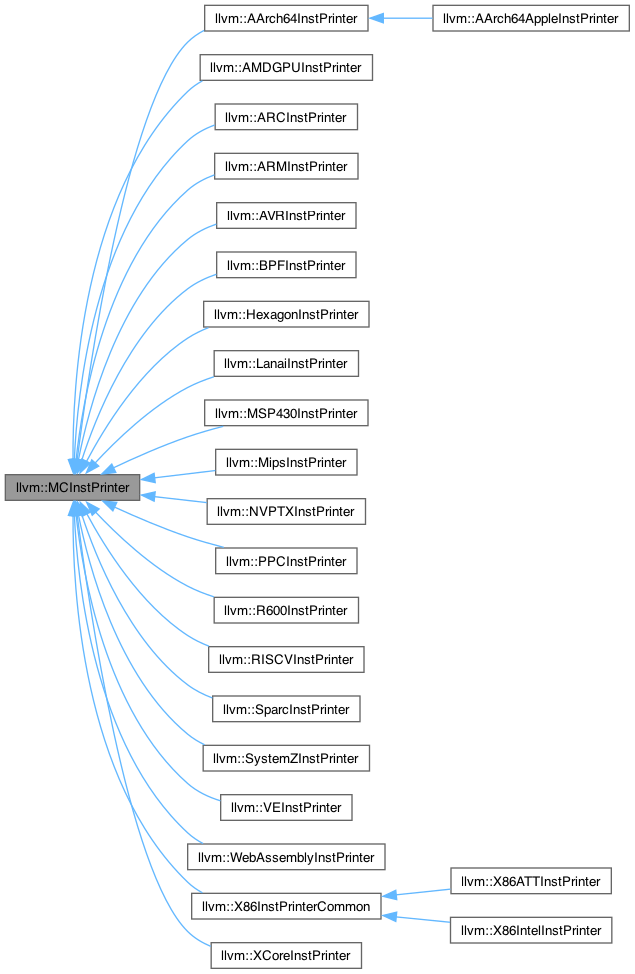 llvm::AArch64InstPrinter
llvm::AArch64AppleInstPrinter
llvm::AMDGPUInstPrinter
llvm::ARCInstPrinter
llvm::ARMInstPrinter
llvm::AVRInstPrinter
llvm::BPFInstPrinter
llvm::HexagonInstPrinter
llvm::LanaiInstPrinter
llvm::MSP430InstPrinter
llvm::MipsInstPrinter
llvm::MCInstPrinter
llvm::NVPTXInstPrinter
llvm::PPCInstPrinter
llvm::R600InstPrinter
llvm::RISCVInstPrinter
llvm::SparcInstPrinter
llvm::SystemZInstPrinter
llvm::VEInstPrinter
llvm::WebAssemblyInstPrinter
llvm::X86ATTInstPrinter
llvm::X86InstPrinterCommon
llvm::X86IntelInstPrinter
llvm::XCoreInstPrinter